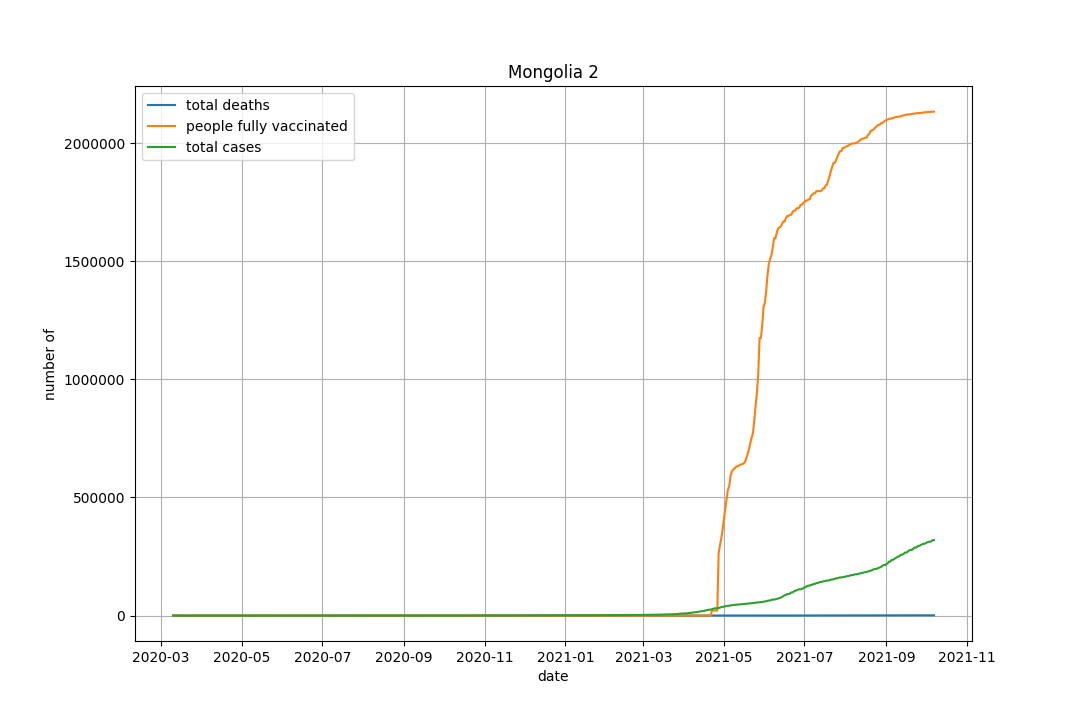 Mongolia 2
total deaths
people fully vaccinated
total cases
number of
2000000
1500000
1000000
500000
0
2020-03 2020-05 2020-07 2020-09 2020-11 2021-01 2021-03 2021-05 2021-07 2021-09 2021-11
date